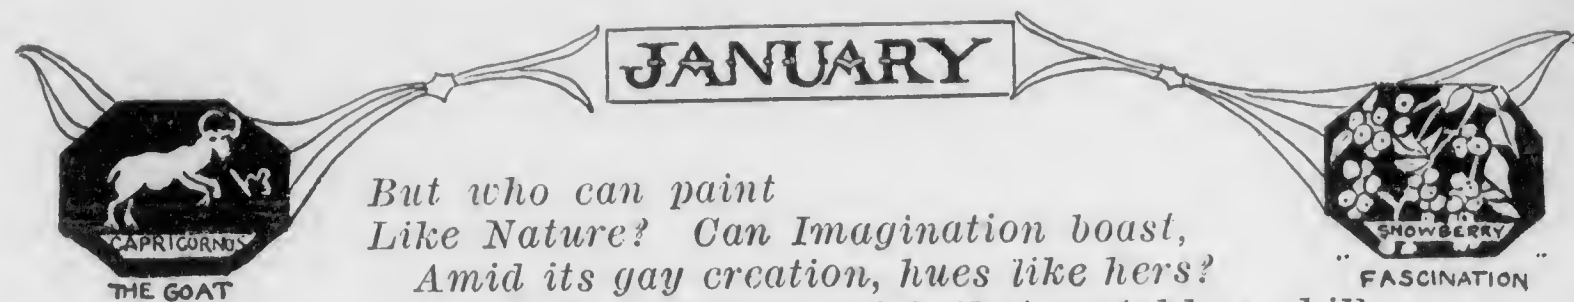 JANUARY
But who can paint
Like Nature? Can Imagination boast,
Amid its gay creation, hues like hers?
CAPRICORNUS
THE GOAT
SNOWBERRY
"FASCINATION"